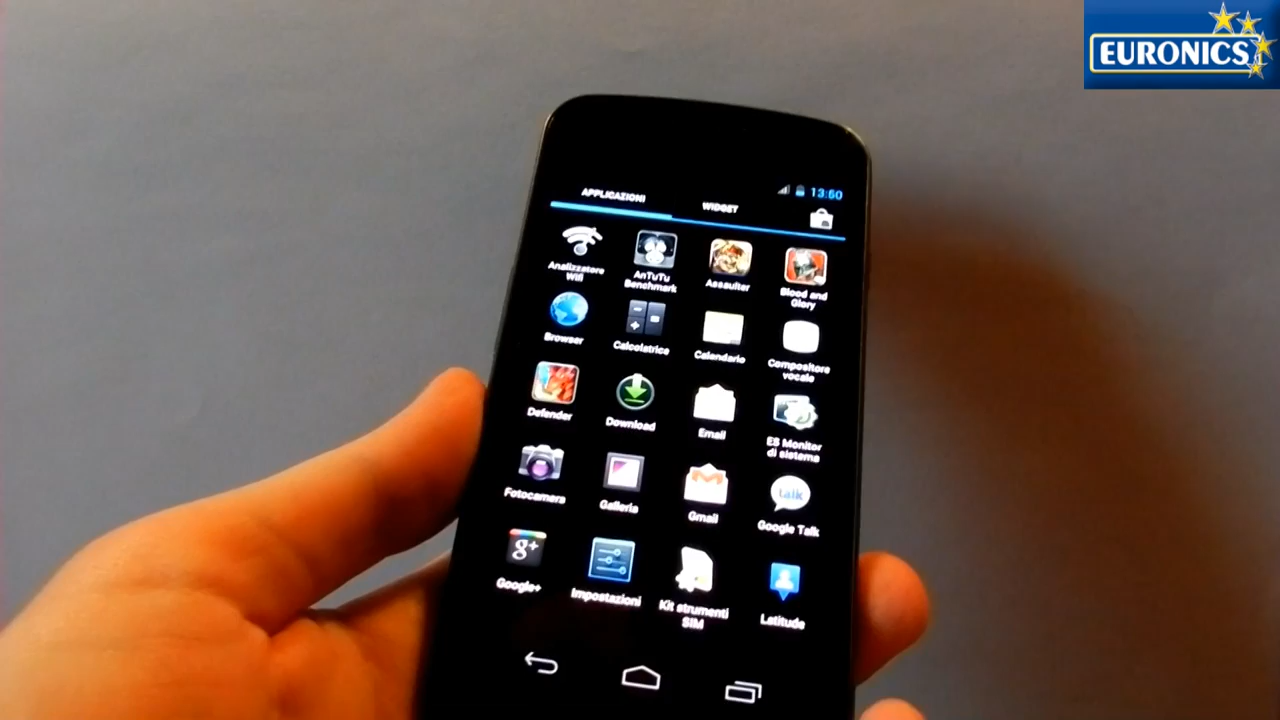 EURONICS
13:50
APPLICAZIONI
WIDGET
Analizzatore
Wifi
AnTuTu
Benchmark
Assaulter
Blood and
Glory
Browser
Calcolatrice
Calendario
Compositore
vocale
Defender
Download
Email
ES Monitor
di sistema
Fotocamera
Galleria
Gmail
talk
Google Talk
g+
Google+
Impostazioni
Kit strumenti
SIM
Latitude